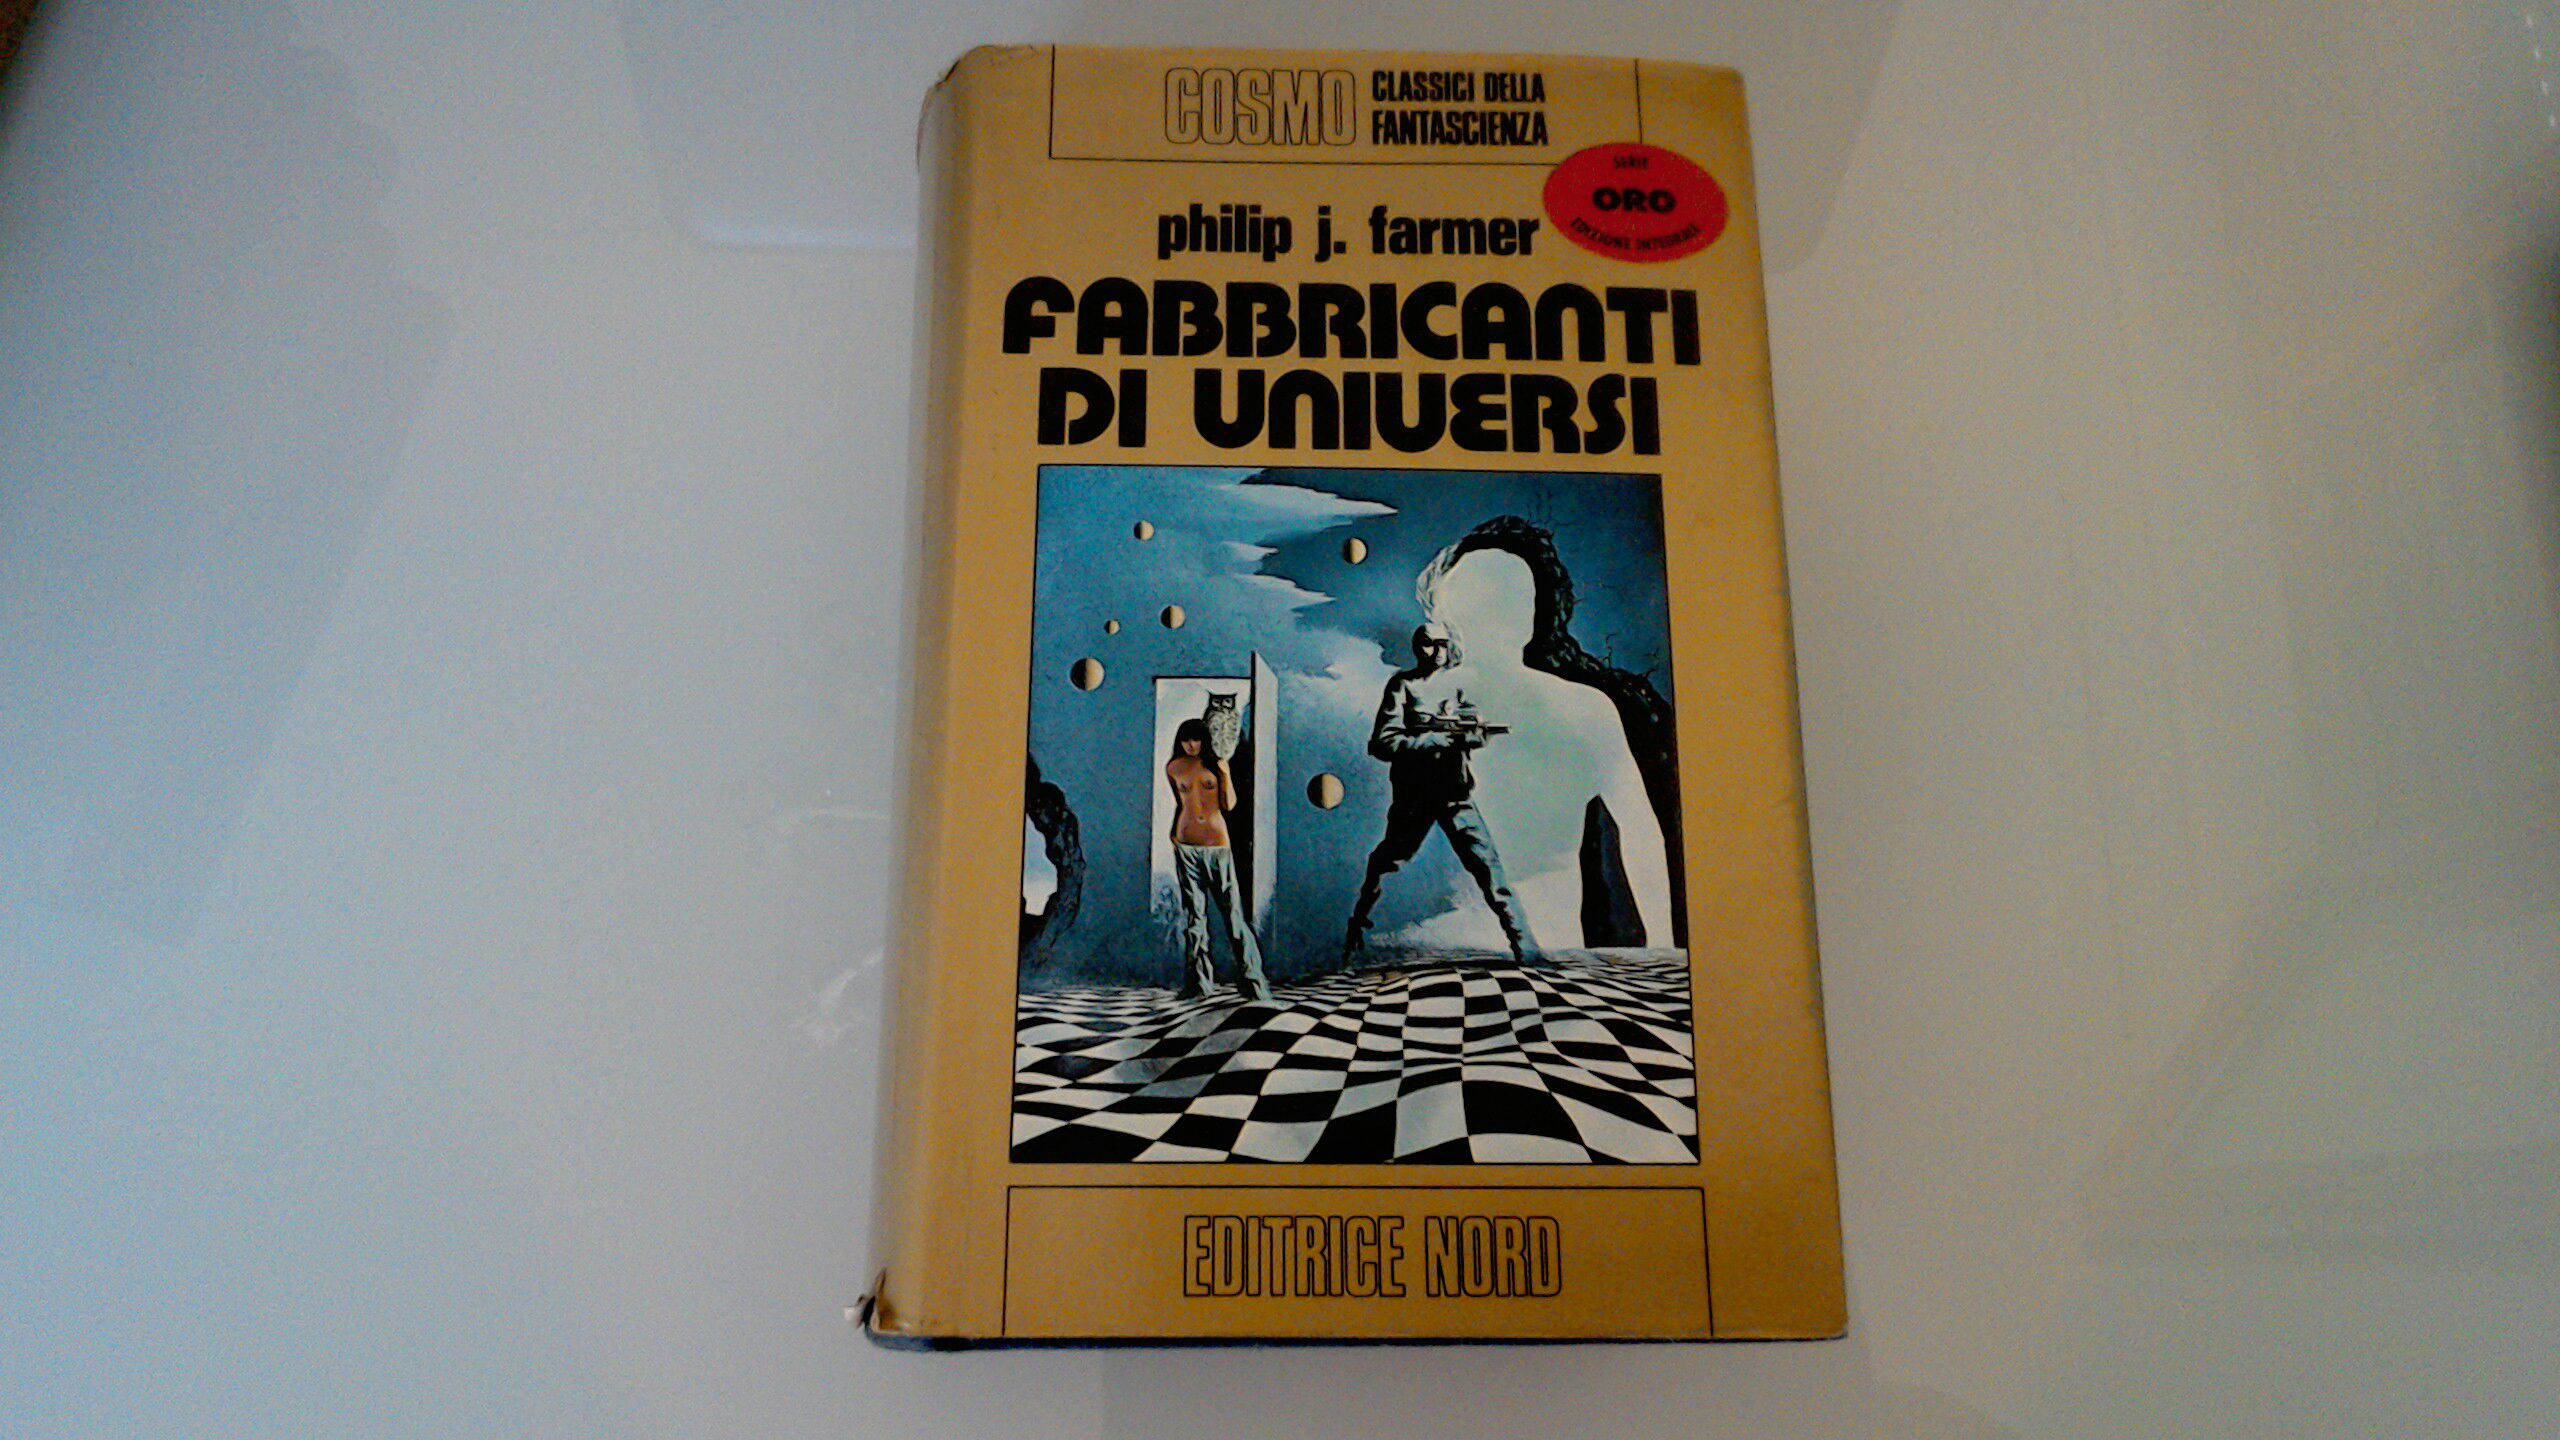 COSMO CLASSICI DELLA
FANTASCIENZA
SERIE
ORO
EDIZIONE INTEGRALE
philip j. farmer
FABBRICANTI
DI UNIVERSI
EDITRICE NORD